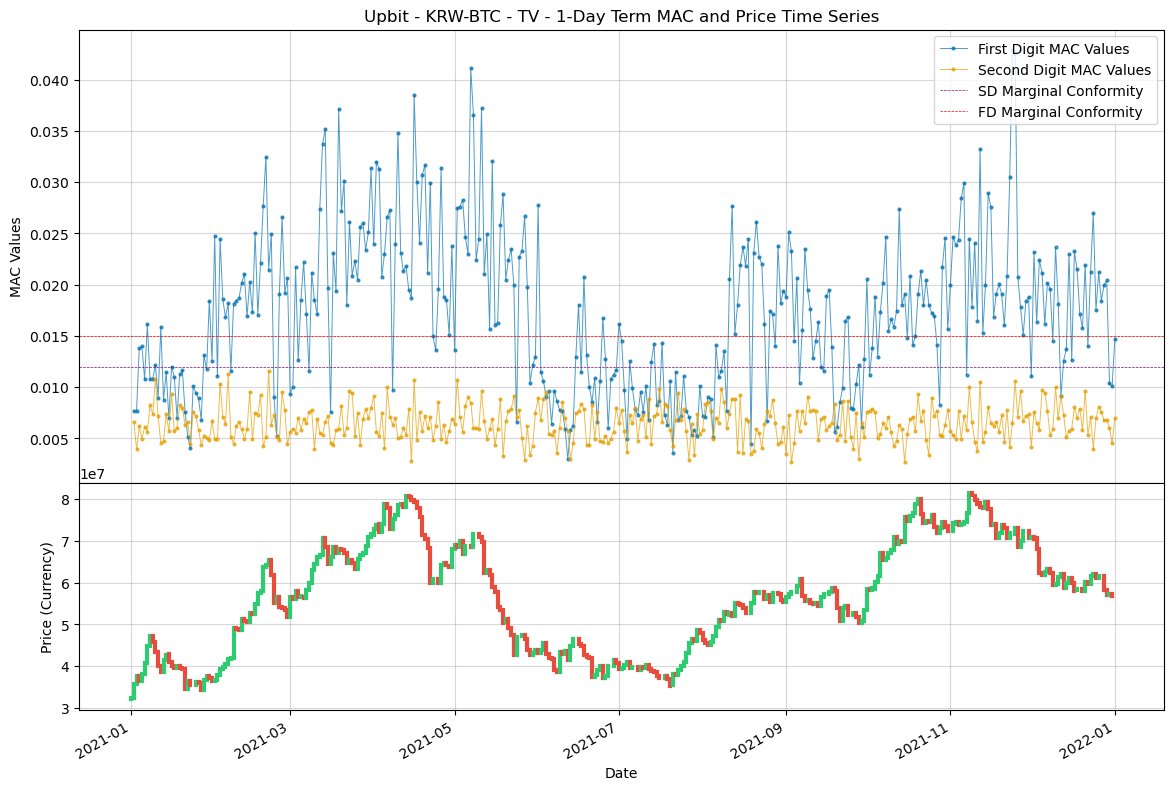 Upbit - KRW-BTC - TV - 1-Day Term MAC and Price Time Series
First Digit MAC Values
Second Digit MAC Values
SD Marginal Conformity
FD Marginal Conformity
MAC Values
0.040
0.035
0.030
0.025
0.020
0.015
0.010
0.005
1e7
Price (Currency)
8
7
6
5
4
3
2021-01
2021-03
2021-05
2021-07
2021-09
2021-11
2022-01
Date